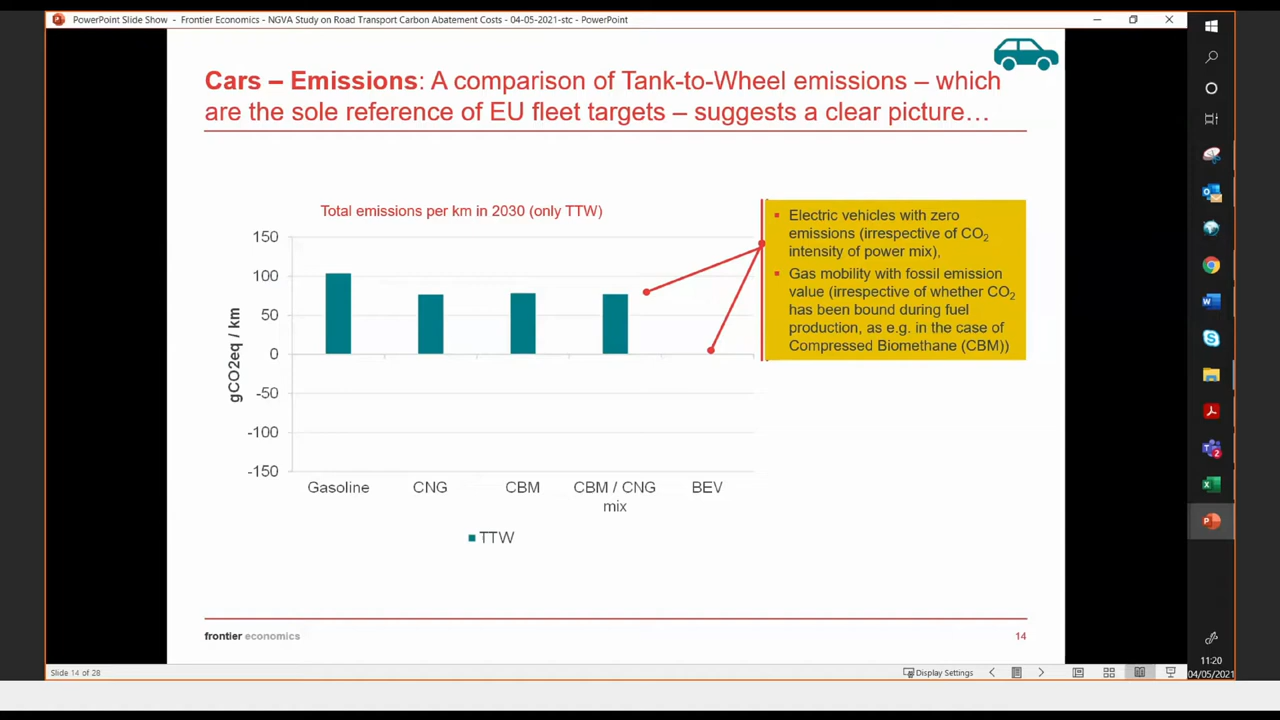 PowerPoint Slide Show - Frontier Economics - NGVA Study on Road Transport Carbon Abatement Costs - 04-05-2021-stc - PowerPoint
Cars – Emissions: A comparison of Tank-to-Wheel emissions – which
are the sole reference of EU fleet targets – suggests a clear picture…
Total emissions per km in 2030 (only TTW)
gCO2eq / km
150
100
50
0
-50
-100
-150
Gasoline
CNG
CBM
CBM / CNG
mix
BEV
TTW
Electric vehicles with zero
emissions (irrespective of CO2
intensity of power mix),
Gas mobility with fossil emission
value (irrespective of whether CO2
has been bound during fuel
production, as e.g. in the case of
Compressed Biomethane (CBM))
frontier economics
14
Slide 14 of 28
Display Settings
11:20
04/05/2021